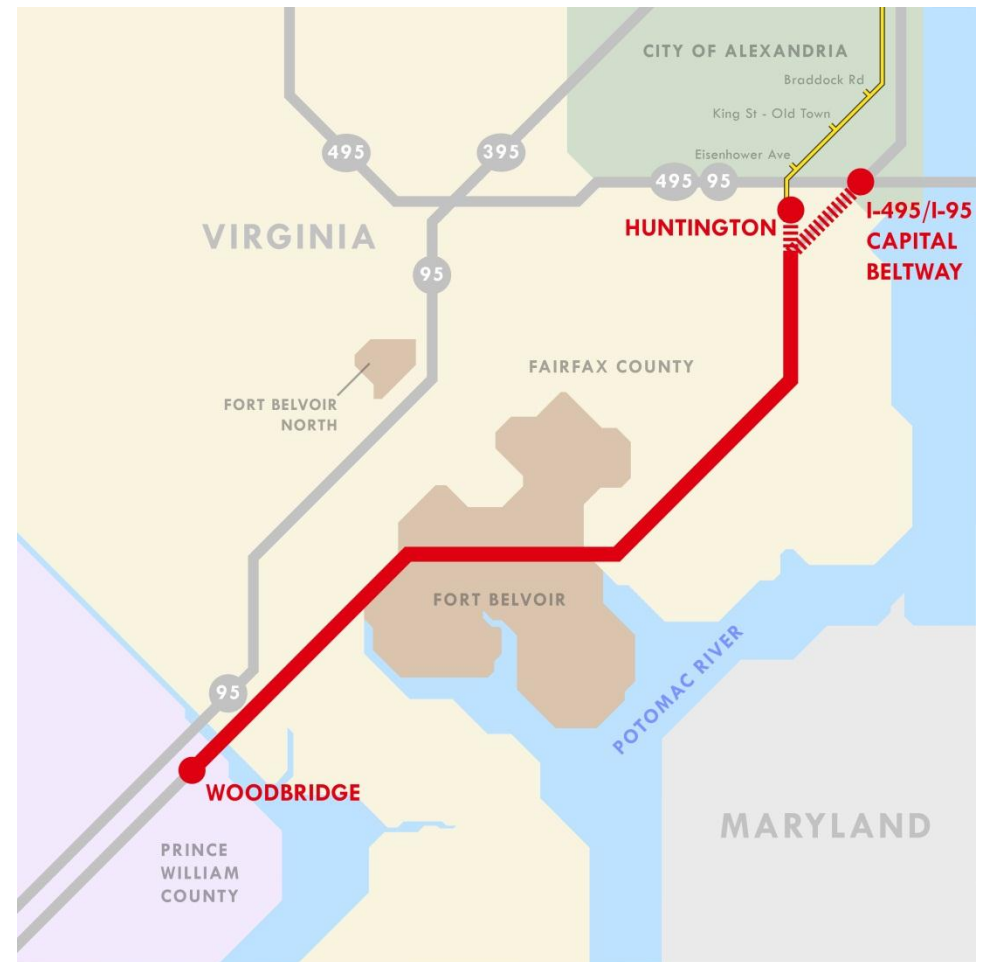 CITY OF ALEXANDRIA
Braddock Rd
King St - Old Town
Eisenhower Ave
495
395
495
95
HUNTINGTON
I-495/I-95
CAPITAL
BELTWAY
VIRGINIA
95
FAIRFAX COUNTY
FORT BELVOIR
NORTH
FORT BELVOIR
POTOMAC RIVER
95
WOODBRIDGE
MARYLAND
PRINCE
WILLIAM
COUNTY